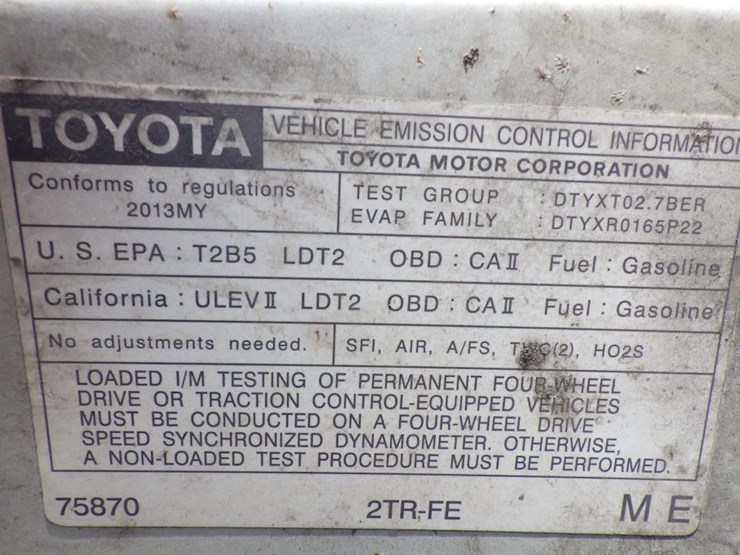 TOYOTA VEHICLE EMISSION CONTROL INFORMATION
TOYOTA MOTOR CORPORATION
Conforms to regulations
2013MY
TEST GROUP : DTYXT02.7BER
EVAP FAMILY : DTYXR0165P22
U. S. EPA : T2B5 LDT2 OBD : CAII Fuel : Gasoline
California : ULEVII LDT2 OBD : CAII Fuel : Gasoline
No adjustments needed.
SFI, AIR, A/FS, TWC(2), HO2S
LOADED I/M TESTING OF PERMANENT FOUR-WHEEL
DRIVE OR TRACTION CONTROL-EQUIPPED VEHICLES
MUST BE CONDUCTED ON A FOUR-WHEEL DRIVE
SPEED SYNCHRONIZED DYNAMOMETER. OTHERWISE,
A NON-LOADED TEST PROCEDURE MUST BE PERFORMED.
75870 2TR-FE ME